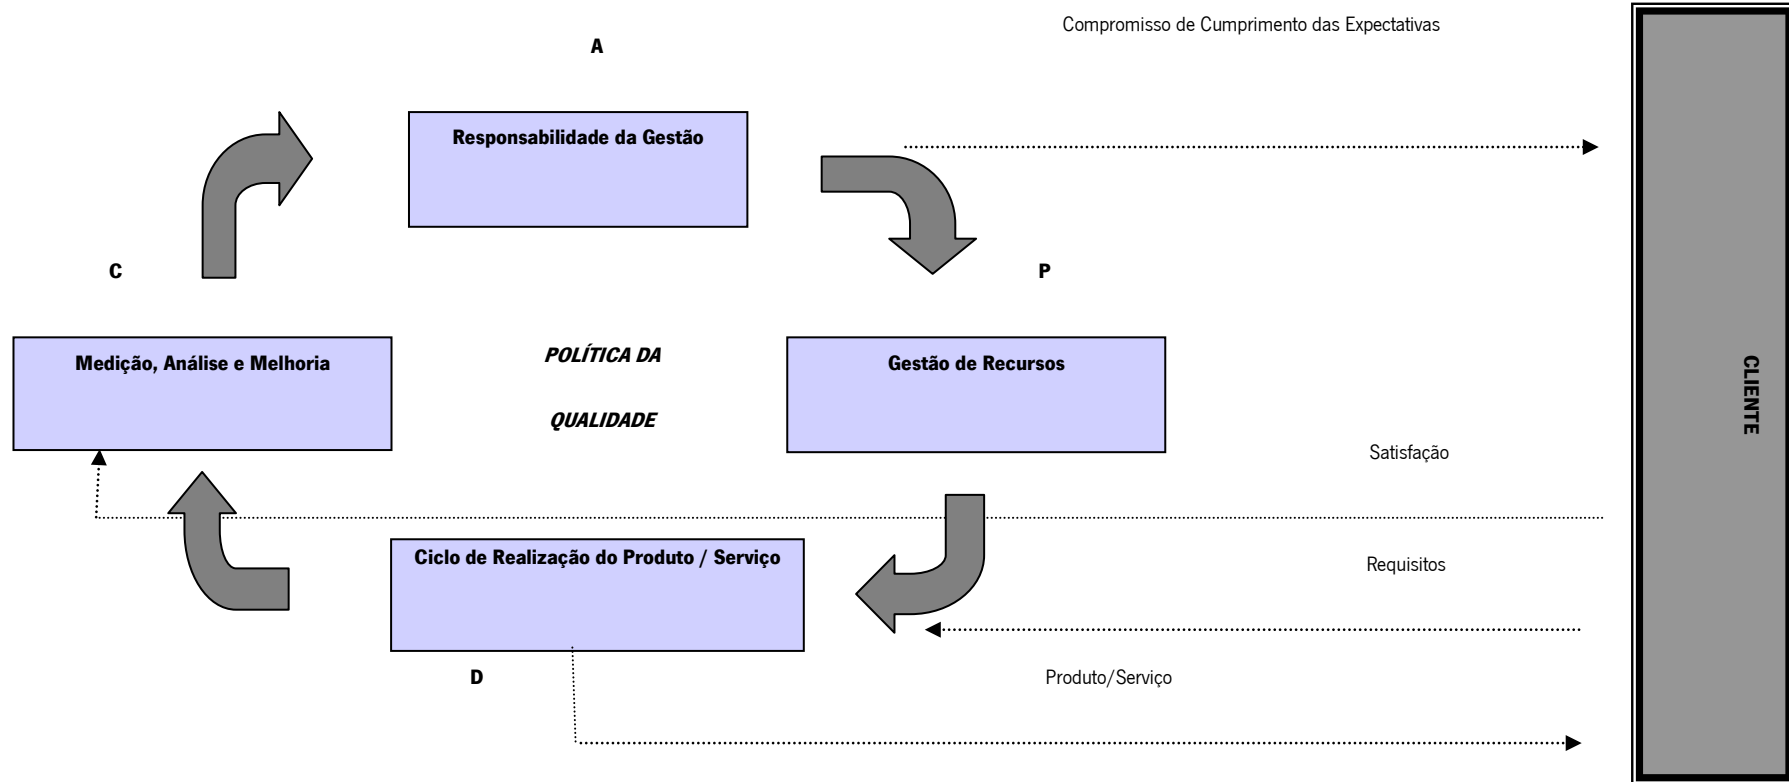 Compromisso de Cumprimento das Expectativas
A
Responsabilidade da Gestão
C
P
Medição, Análise e Melhoria
POLÍTICA DA
QUALIDADE
Gestão de Recursos
CLIENTE
Satisfação
Ciclo de Realização do Produto / Serviço
Requisitos
D
Produto/Serviço